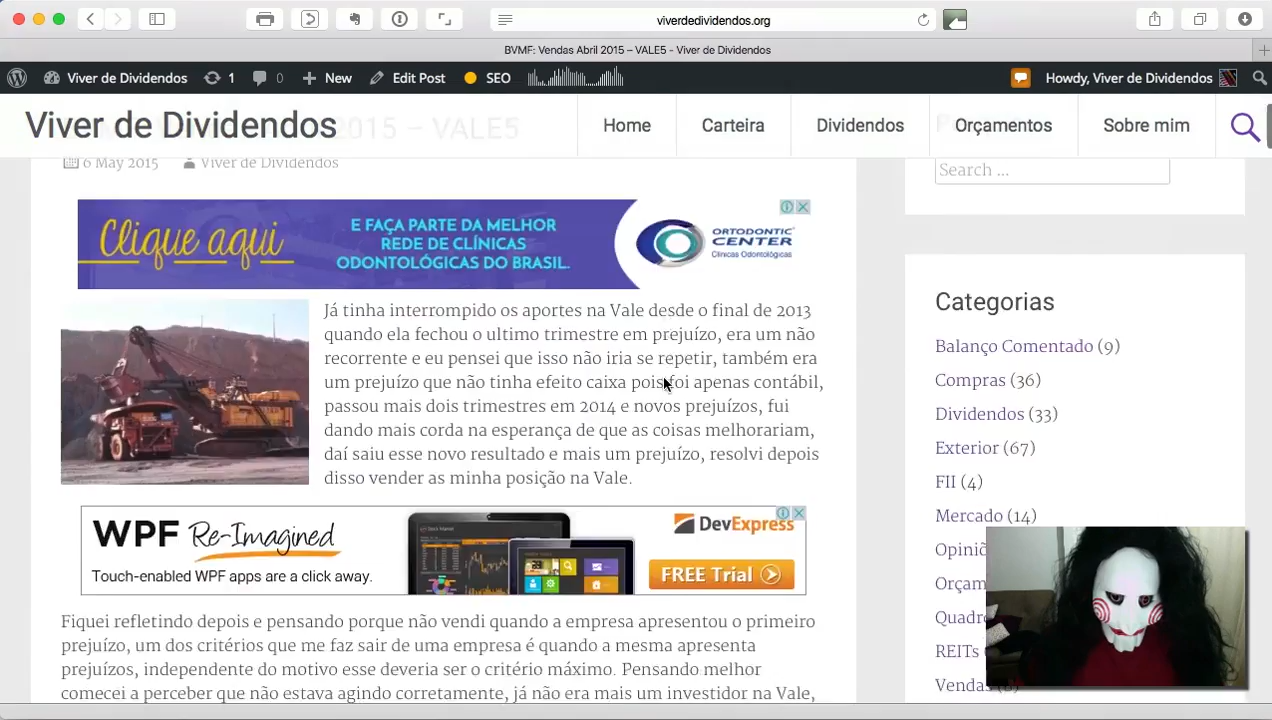 viverdedividendos.org
BVMF: Vendas Abril 2015 – VALE5 - Viver de Dividendos
Viver de Dividendos 1 0 New Edit Post SEO Howdy, Viver de Dividendos
Viver de Dividendos
2015 – VALE5
Home Carteira Dividendos Orçamentos Sobre mim
6 May 2015 Viver de Dividendos
Search ...
Clique aqui
E FAÇA PARTE DA MELHOR
REDE DE CLÍNICAS
ODONTOLÓGICAS DO BRASIL.
ORTODONTIC
CENTER
Clínicas Odontológicas
Já tinha interrompido os aportes na Vale desde o final de 2013
quando ela fechou o ultimo trimestre em prejuízo, era um não
recorrente e eu pensei que isso não iria se repetir, também era
um prejuízo que não tinha efeito caixa pois foi apenas contábil,
passou mais dois trimestres em 2014 e novos prejuízos, fui
dando mais corda na esperança de que as coisas melhorariam,
daí saiu esse novo resultado e mais um prejuízo, resolvi depois
disso vender as minha posição na Vale.
WPF Re-Imagined
Touch-enabled WPF apps are a click away.
DevExpress
FREE Trial
Fiquei refletindo depois e pensando porque não vendi quando a empresa apresentou o primeiro
prejuízo, um dos critérios que me faz sair de uma empresa é quando a mesma apresenta
prejuízos, independente do motivo esse deveria ser o critério máximo. Pensando melhor
comecei a perceber que não estava agindo corretamente, já não era mais um investidor na Vale,
Categorias
Balanço Comentado (9)
Compras (36)
Dividendos (33)
Exterior (67)
FII (4)
Mercado (14)
Opiniõ
Orçam
Quadr
REITs
Vendas